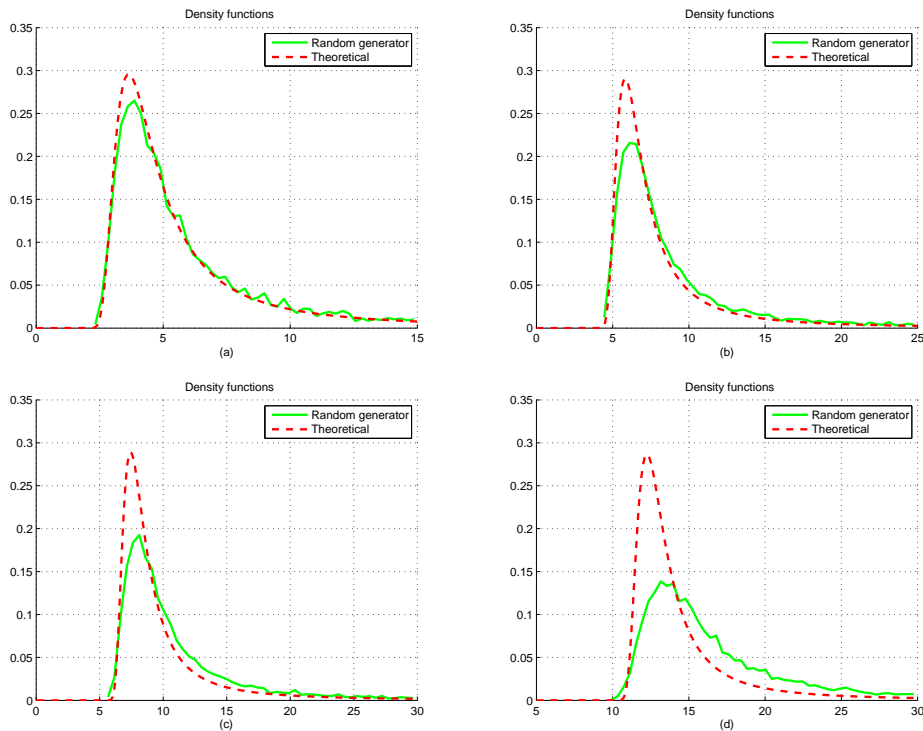 Density functions
0.35
0.3
0.25
0.2
0.15
0.1
0.05
0
Random generator
Theoretical
0 5 10 15
(a)
Density functions
0.35
0.3
0.25
0.2
0.15
0.1
0.05
0
Random generator
Theoretical
0 5 10 15 20 25
(b)
Density functions
0.35
0.3
0.25
0.2
0.15
0.1
0.05
0
Random generator
Theoretical
0 5 10 15 20 25 30
(c)
Density functions
0.35
0.3
0.25
0.2
0.15
0.1
0.05
0
Random generator
Theoretical
5 10 15 20 25 30
(d)